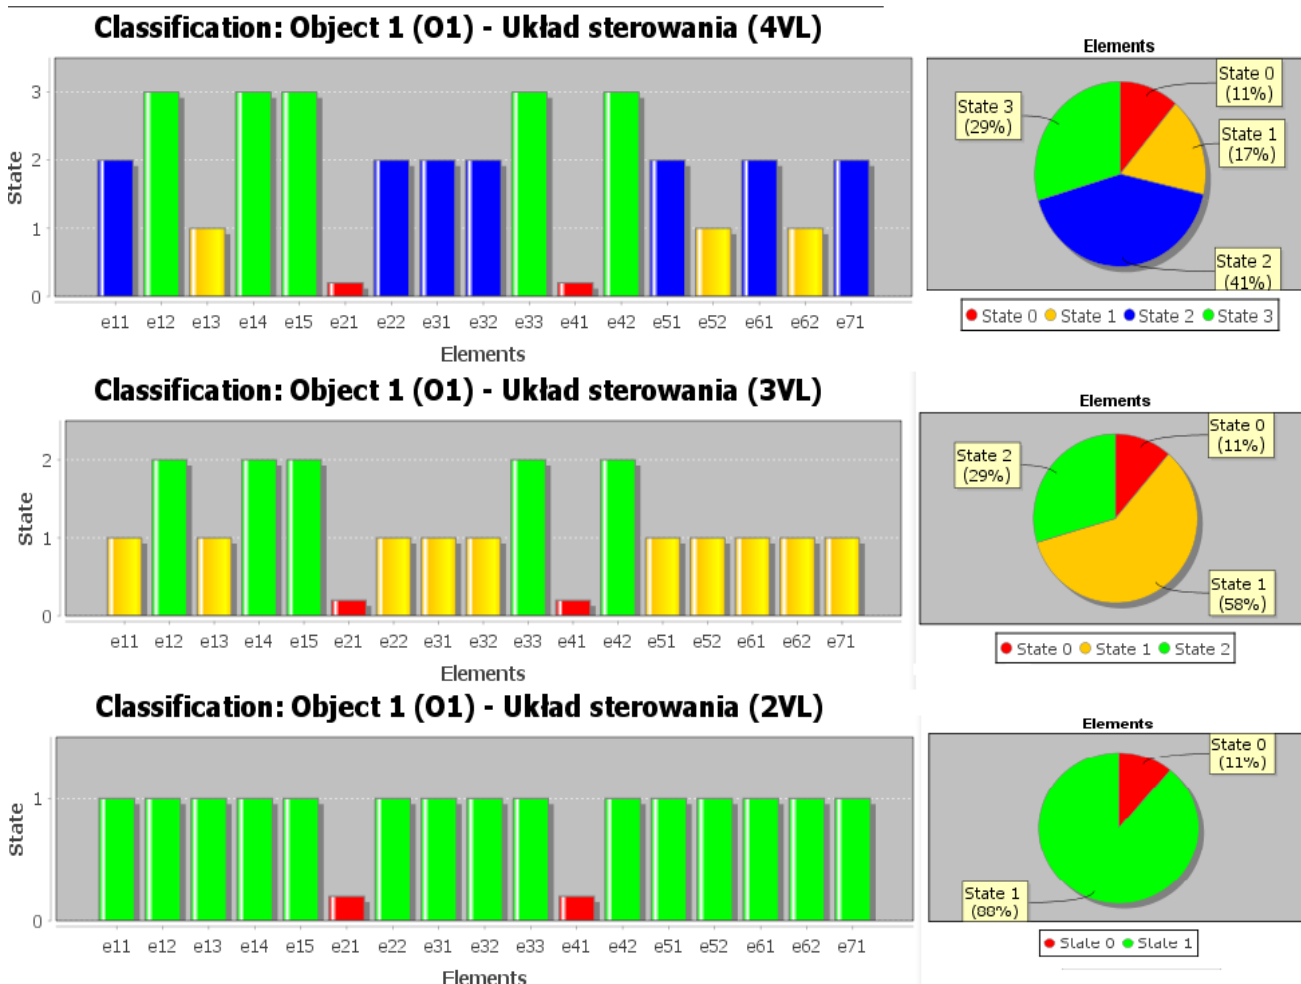 Classification: Object 1 (O1) - Układ sterowania (4VL)
State
3
2
1
0
e11 e12 e13 e14 e15 e21 e22 e31 e32 e33 e41 e42 e51 e52 e61 e62 e71
Elements
Elements
State 0
(11%)
State 3
(29%)
State 1
(17%)
State 2
(41%)
State 0 State 1 State 2 State 3
Classification: Object 1 (O1) - Układ sterowania (3VL)
State
2
1
0
e11 e12 e13 e14 e15 e21 e22 e31 e32 e33 e41 e42 e51 e52 e61 e62 e71
Elements
Elements
State 0
(11%)
State 2
(29%)
State 1
(58%)
State 0 State 1 State 2
Classification: Object 1 (O1) - Układ sterowania (2VL)
State
1
0
e11 e12 e13 e14 e15 e21 e22 e31 e32 e33 e41 e42 e51 e52 e61 e62 e71
Elements
Elements
State 0
(11%)
State 1
(88%)
State 0 State 1